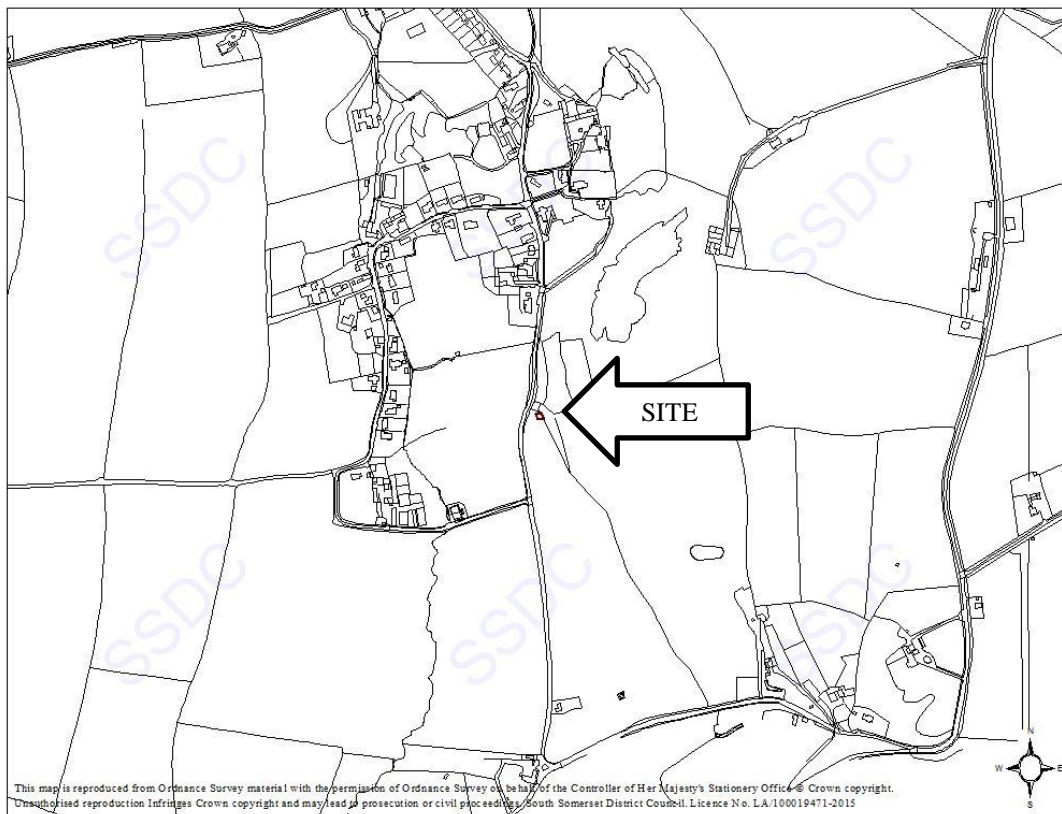 SSDC
SSDC
SSDC
SITE
SSDC
SSDC
SSDC
N
W
E
S
This map is reproduced from Ordnance Survey material with the permission of Ordnance Survey on behalf of the Controller of Her Majesty's Stationery Office © Crown copyright.
Unauthorised reproduction Infringes Crown copyright and may lead to prosecution or civil proceedings. South Somerset District Council. Licence No. LA/100019471-2015